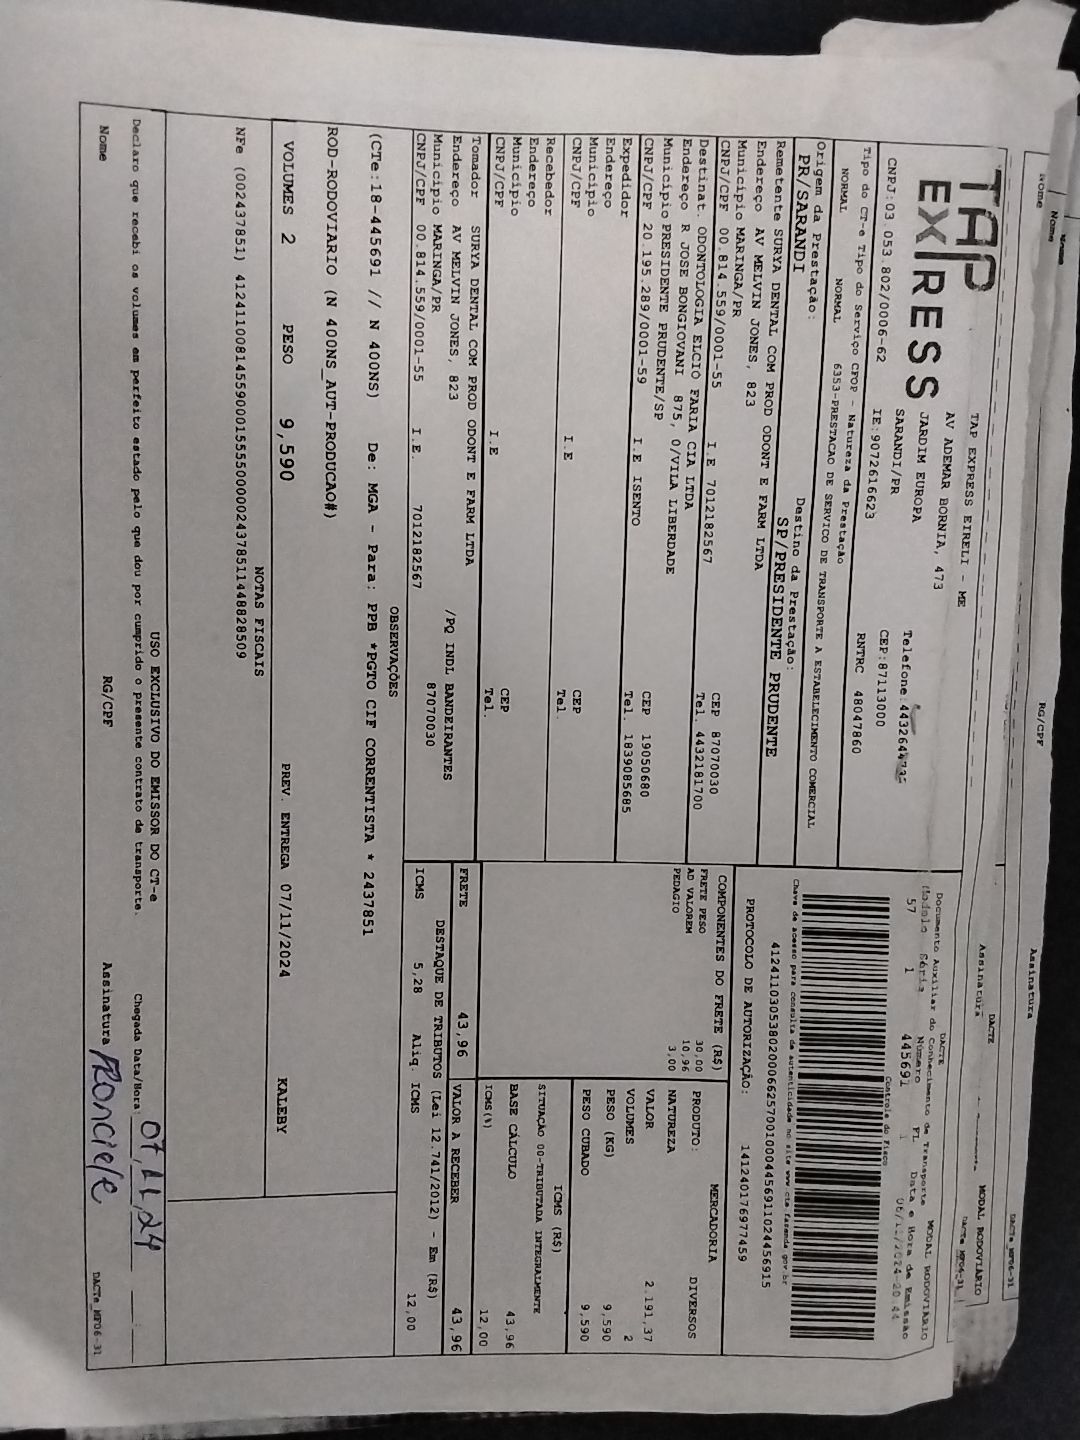 TAP
EXPRESS
TAP EXPRESS EIRELI - ME
AV ADEMAR BORNIA, 473
JARDIM EUROPA
SARANDI/PR
Telefone:
CEP:87113000
CNPJ:03.053.802/0006-62 IE:9072616623 RNTRC 48047860
Tipo do CT-e Tipo do Serviço CFOP - Natureza da Prestação
NORMAL NORMAL 6353-PRESTACAO DE SERVICO DE TRANSPORTE A ESTABELECIMENTO COMERCIAL
Origem da Prestação: Destino da Prestação:
PR/SARANDI SP/PRESIDENTE PRUDENTE
Remetente SURYA DENTAL COM PROD ODONT E FARM LTDA
Endereço AV MELVIN JONES, 823
Município MARINGA/PR CEP 87070030
CNPJ/CPF 00.814.559/0001-55 I.E 7012182567 Tel. 4432181700
Destinat. ODONTOLOGIA ELCIO FARIA CIA LTDA
Endereço R JOSE BONGIOVANI 875, 0/VILA LIBERDADE
Município PRESIDENTE PRUDENTE/SP CEP 19050680
CNPJ/CPF 20.195.289/0001-59 I.E ISENTO Tel. 1839085685
Expedidor
Endereço
Município CEP
CNPJ/CPF I.E Tel.
Recebedor
Endereço
Município CEP
CNPJ/CPF I.E Tel.
Tomador SURYA DENTAL COM PROD ODONT E FARM LTDA
Endereço AV MELVIN JONES, 823 /PQ INDL BANDEIRANTES
Município MARINGA/PR 87070030
CNPJ/CPF 00.814.559/0001-55 I.E. 7012182567
DACTE
Documento Auxiliar do Conhecimento de Transporte MODAL RODOVIÁRIO
Modelo Série Número FL Data e Hora de Emissão
57 1 445691 1 06/11/2024-20:44
Controle do Fisco
Chave de acesso para consulta de autenticidade no site www.cte.fazenda.gov.br
41241103053802000662570010004456911024456915
PROTOCOLO DE AUTORIZAÇÃO: 141240176977459
COMPONENTES DO FRETE (R$)
FRETE PESO 30,00
AD VALOREM 10,96
PEDAGIO 3,00
MERCADORIA
PRODUTO: DIVERSOS
NATUREZA
VALOR 2.191,37
VOLUMES 2
PESO (KG) 9,590
PESO CUBADO 9,590
ICMS (R$)
SITUAÇÃO 00-TRIBUTADA INTEGRALMENTE
BASE CÁLCULO 43,96
ICMS(%) 12,00
FRETE 43,96 VALOR A RECEBER 43,96
DESTAQUE DE TRIBUTOS (Lei 12.741/2012) - Em (R$)
ICMS 5,28 Aliq. ICMS 12,00
OBSERVAÇÕES
(CTe:18-445691 // N 400NS) De: MGA - Para: PPB *PGTO CIF CORRENTISTA * 2437851
ROD-RODOVIARIO (N 400NS_AUT-PRODUCAO#)
VOLUMES 2 PESO 9,590 PREV. ENTREGA 07/11/2024 KALEBY
NOTAS FISCAIS
NFe (002437851) 41241100814559000155550000024378511448828509
USO EXCLUSIVO DO EMISSOR DO CT-e
Declaro que recebi os volumes em perfeito estado pelo que dou por cumprido o presente contrato de transporte. Chegada Data/Hora: 07,11,24
Nome RG/CPF Assinatura
DACTe_MF06-31